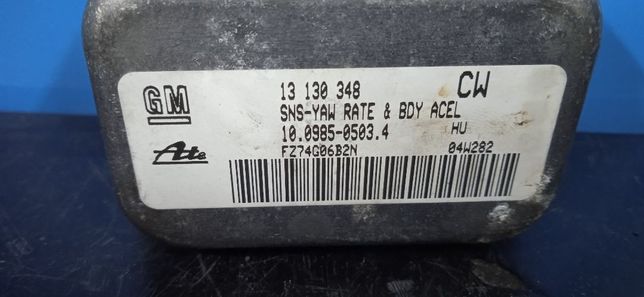 GM
13 130 348 CW
SNS-YAW RATE & BDY ACEL
10.0985-0503.4 HU
Ate FZ74G06B2N 04W282